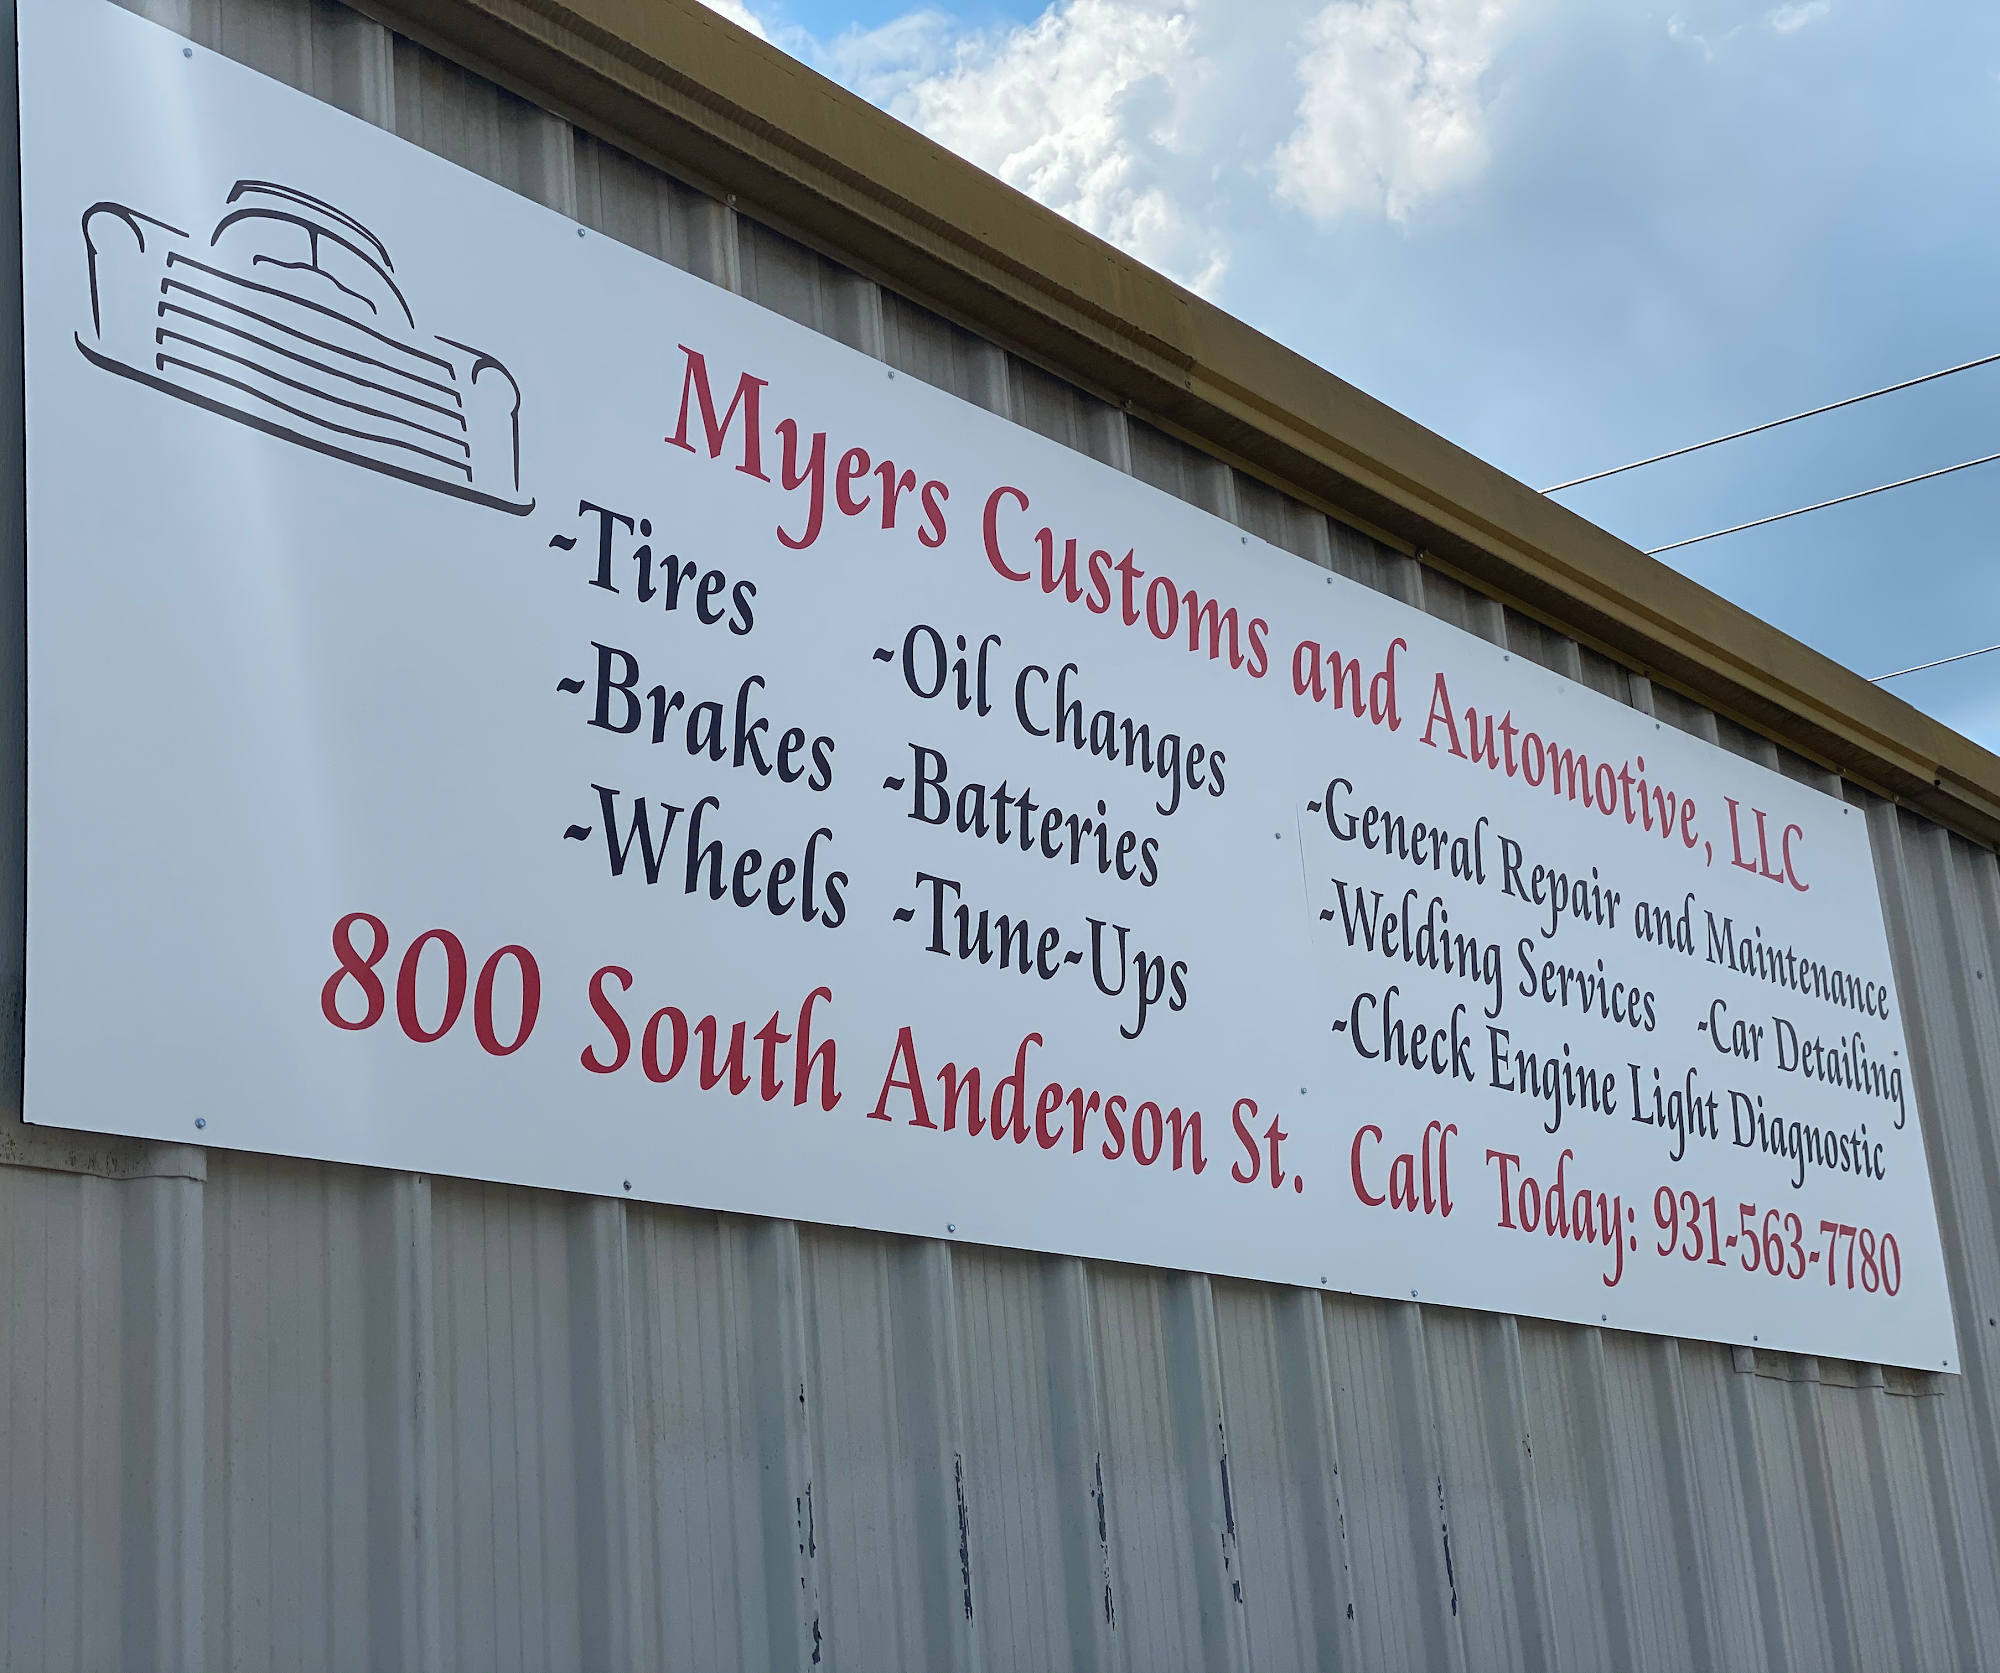 Myers Customs and Automotive, LLC
-Tires
-Brakes
-Wheels
-Oil Changes
-Batteries
-Tune-Ups
-General Repair and Maintenance
-Welding Services -Car Detailing
-Check Engine Light Diagnostic
800 South Anderson St. Call Today: 931-563-7780